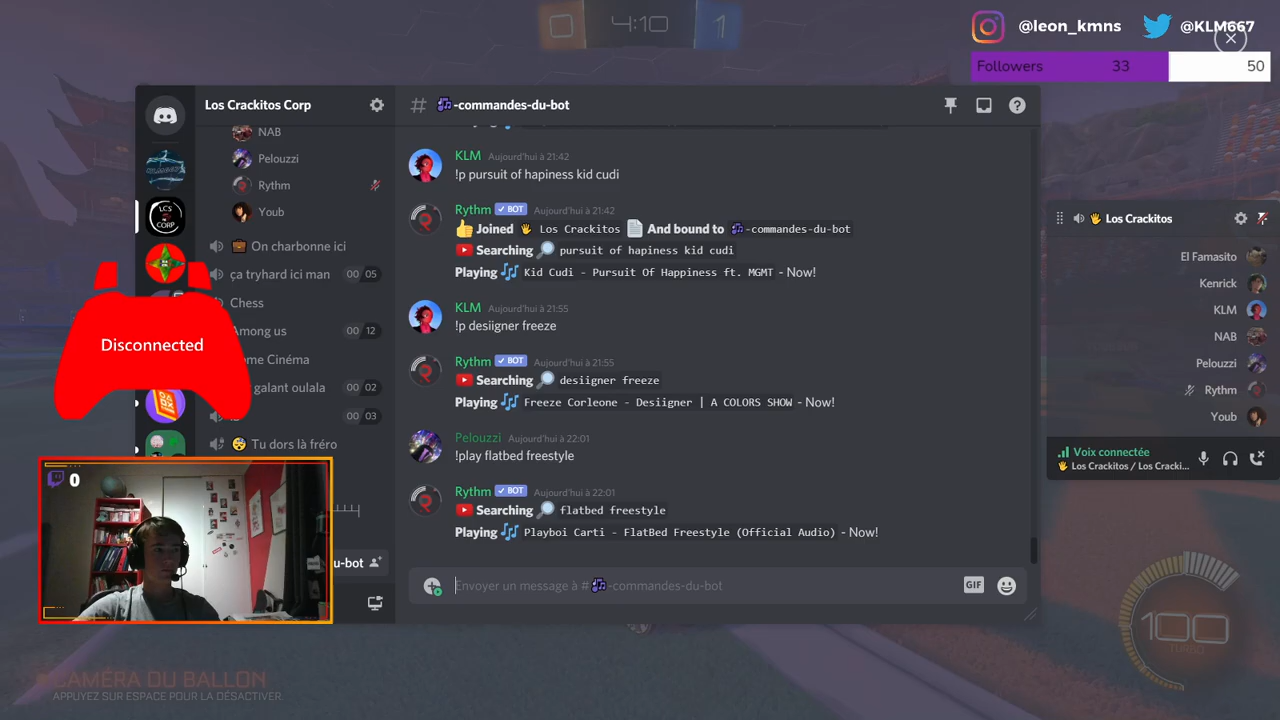 0
4:10
1
@leon_kmns
@KLM667
Followers 33
50
Los Crackitos Corp
NAB
Pelouzzi
Rythm
Youb
On charbonne ici
ça tryhard ici man 00 05
Chess
Among us 00 12
Cinéma
galant oulala 00 02
00 03
Tu dors là fréro
Disconnected
0
u-bot
# -commandes-du-bot
KLM Aujourd'hui à 21:42
!p pursuit of hapiness kid cudi
Rythm ✓ BOT Aujourd'hui à 21:42
Joined Los Crackitos And bound to -commandes-du-bot
Searching pursuit of hapiness kid cudi
Playing Kid Cudi - Pursuit Of Happiness ft. MGMT - Now!
KLM Aujourd'hui à 21:55
!p desiigner freeze
Rythm ✓ BOT Aujourd'hui à 21:55
Searching desiigner freeze
Playing Freeze Corleone - Desiigner | A COLORS SHOW - Now!
Pelouzzi Aujourd'hui à 22:01
!play flatbed freestyle
Rythm ✓ BOT Aujourd'hui à 22:01
Searching flatbed freestyle
Playing Playboi Carti - FlatBed Freestyle (Official Audio) - Now!
Envoyer un message à # -commandes-du-bot
GIF
Los Crackitos
El Famasito
Kenrick
KLM
NAB
Pelouzzi
Rythm
Youb
Voix connectée
Los Crackitos / Los Cracki...
100
TURBO
CAMÉRA DU BALLON
APPUYEZ SUR ESPACE POUR LA DÉSACTIVER.